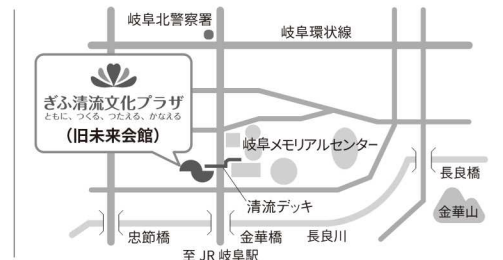 岐阜北警察署
岐阜環状線
ぎふ清流文化プラザ
ともに、つくる、つたえる、かなえる
(旧未来会館)
岐阜メモリアルセンター
長良橋
清流デッキ
金華山
忠節橋
金華橋
長良川
至 JR 岐阜駅